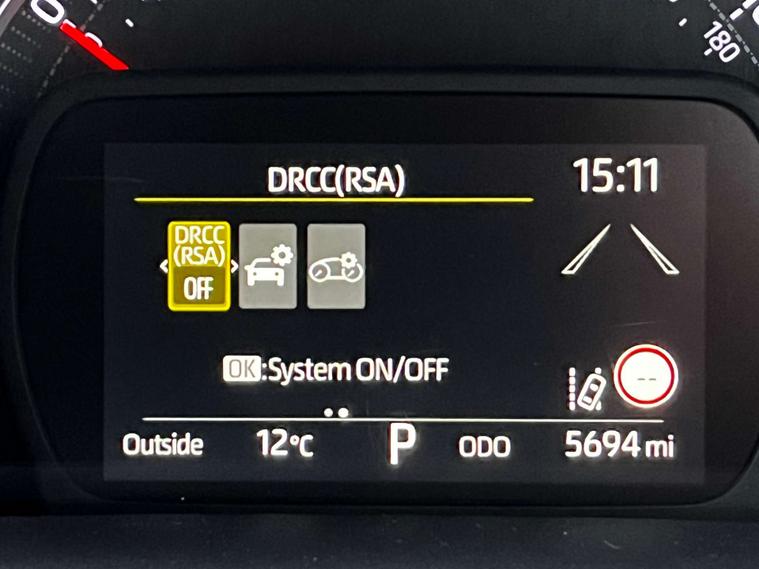 180
DRCC(RSA)
15:11
DRCC
(RSA)
OFF
OK:System ON/OFF
--
Outside 12°C P ODO 5694 mi